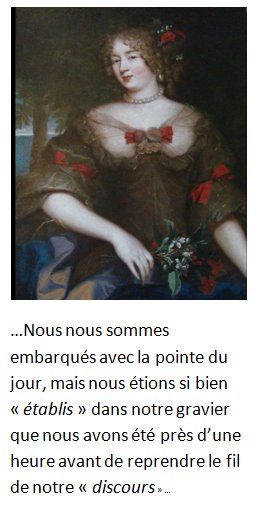 …Nous nous sommes
embarqués avec la pointe du
jour, mais nous étions si bien
« établis » dans notre gravier
que nous avons été près d’une
heure avant de reprendre le fil
de notre « discours » …